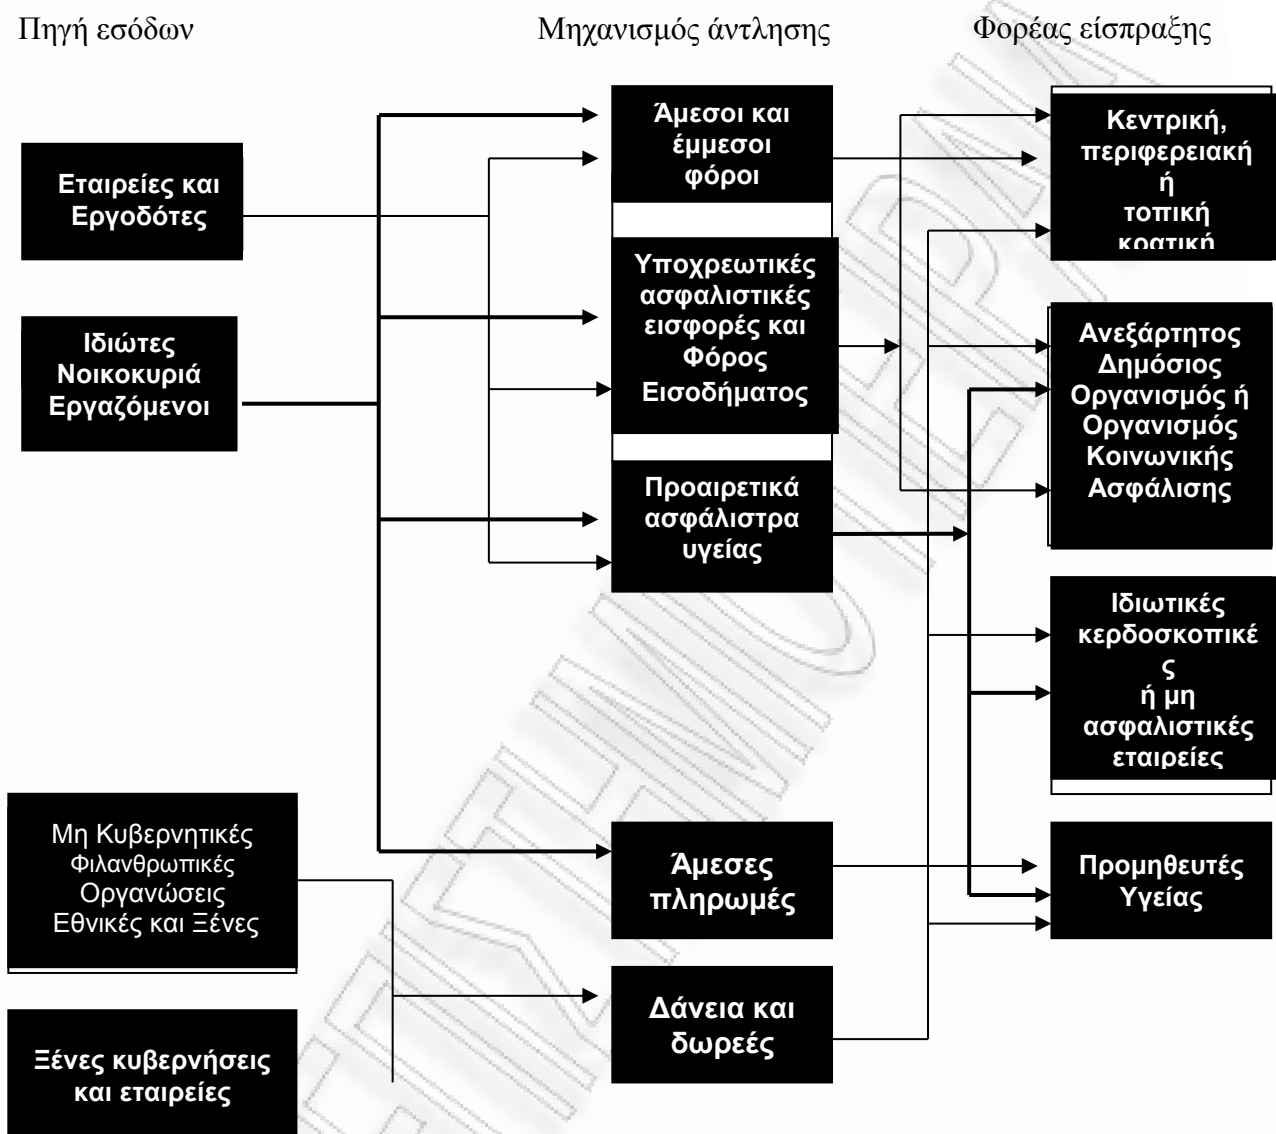 Πηγή εσόδων
Μηχανισμός άντλησης
Φορέας είσπραξης
Εταιρείες και
Εργοδότες
Ιδιώτες
Νοικοκυριά
Εργαζόμενοι
Μη Κυβερνητικές
Φιλανθρωπικές
Οργανώσεις
Εθνικές και Ξένες
Ξένες κυβερνήσεις
και εταιρείες
Άμεσοι και
έμμεσοι
φόροι
Υποχρεωτικές
ασφαλιστικές
εισφορές και
Φόρος
Εισοδήματος
Προαιρετικά
ασφάλιστρα
υγείας
Άμεσες
πληρωμές
Δάνεια και
δωρεές
Κεντρική,
περιφερειακή
ή
τοπική
κρατική
Ανεξάρτητος
Δημόσιος
Οργανισμός ή
Οργανισμός
Κοινωνικής
Ασφάλισης
Ιδιωτικές
κερδοσκοπικέ
ς
ή μη
ασφαλιστικές
εταιρείες
Προμηθευτές
Υγείας